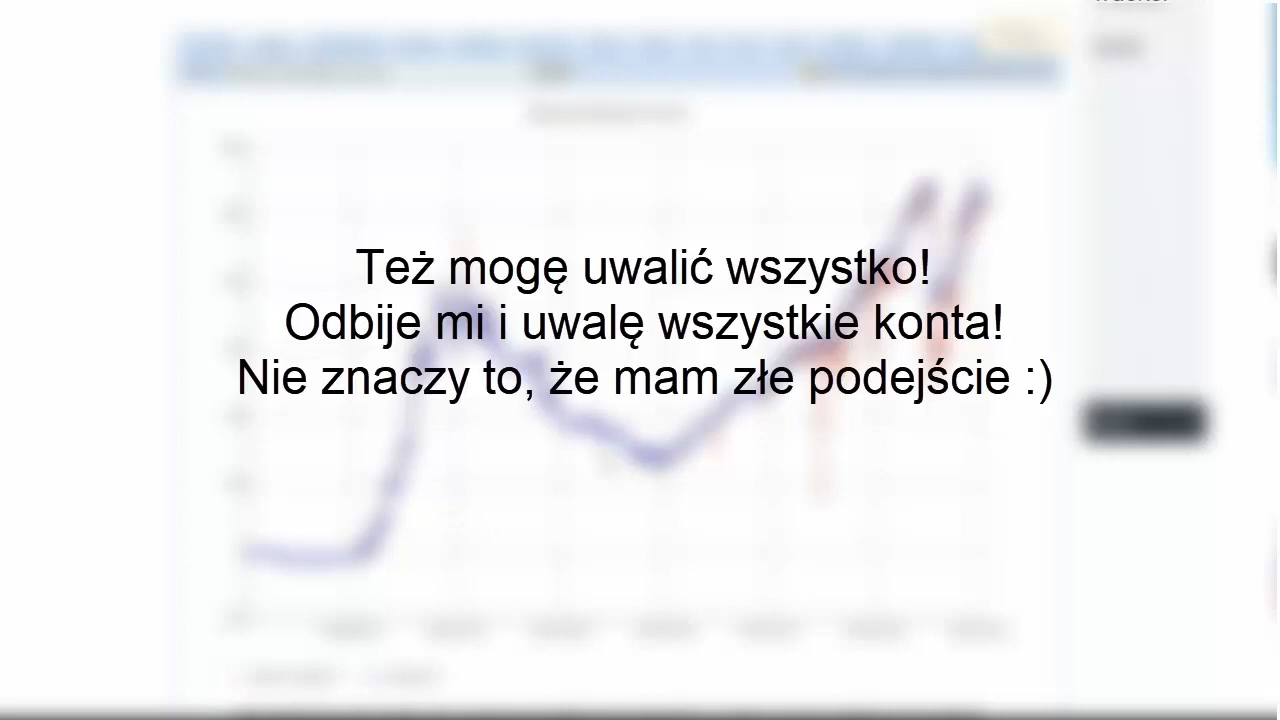 Też mogę uwalić wszystko!
Odbije mi i uwalę wszystkie konta!
Nie znaczy to, że mam złe podejście :)